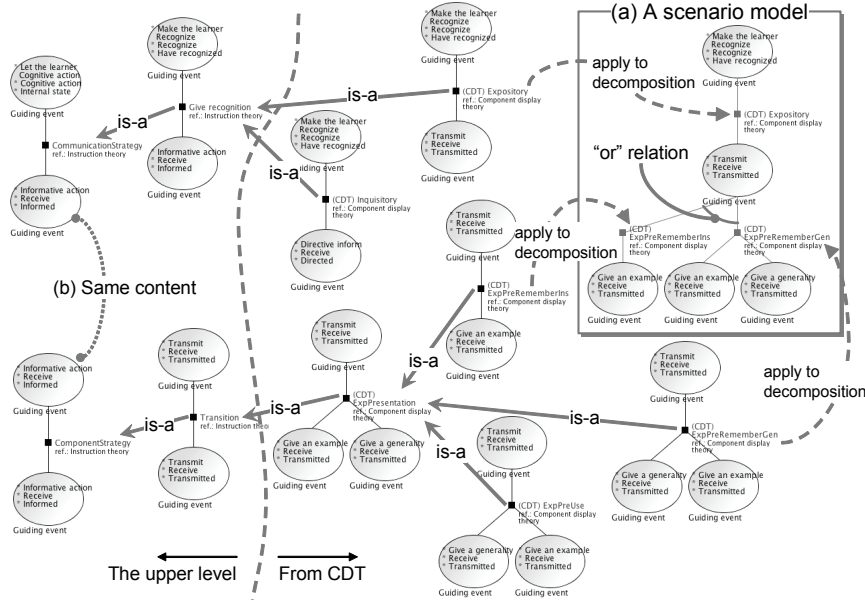 (a) A scenario model
* Make the learner
* Recognize
* Recognize
* Have recognized
Guiding event
(CDT) Expository
ref.: Component display
theory
* Transmit
* Receive
* Transmitted
Guiding event
"or" relation
(CDT)
ExpPreRememberIns
ref.: Component display
theory
(CDT)
ExpPreRememberGen
ref.: Component display
theory
* Give an example
* Receive
* Transmitted
Guiding event
* Give an example
* Receive
* Transmitted
Guiding event
* Give a generality
* Receive
* Transmitted
Guiding event
apply to
decomposition
apply to
decomposition
apply to
decomposition
* Let the learner
* Cognitive action
* Cognitive action
* Internal state
Guiding event
CommunicationStrategy
ref.: Instruction theory
* Informative action
* Receive
* Informed
Guiding event
is-a
* Make the learner
* Recognize
* Recognize
* Have recognized
Guiding event
Give recognition
ref.: Instruction theory
* Informative action
* Receive
* Informed
Guiding event
is-a
is-a
* Make the learner
* Recognize
* Recognize
* Have recognized
Guiding event
(CDT) Inquisitory
ref.: Component display
theory
* Directive inform
* Receive
* Directed
Guiding event
* Make the learner
* Recognize
* Recognize
* Have recognized
Guiding event
(CDT) Expository
ref.: Component display
theory
* Transmit
* Receive
* Transmitted
Guiding event
(b) Same content
* Transmit
* Receive
* Transmitted
Guiding event
(CDT)
ExpPreRememberIns
ref.: Component display
theory
* Give an example
* Receive
* Transmitted
Guiding event
is-a
* Informative action
* Receive
* Informed
Guiding event
ComponentStrategy
ref.: Instruction theory
* Informative action
* Receive
* Informed
Guiding event
is-a
* Transmit
* Receive
* Transmitted
Guiding event
Transition
ref.: Instruction theo
* Transmit
* Receive
* Transmitted
Guiding event
is-a
* Transmit
* Receive
* Transmitted
Guiding event
(CDT)
ExpPresentation
ref.: Component display
theory
* Give an example
* Receive
* Transmitted
Guiding event
* Give a generality
* Receive
* Transmitted
Guiding event
is-a
is-a
* Transmit
* Receive
* Transmitted
Guiding event
(CDT) ExpPreUse
ref.: Component display
theory
* Give a generality
* Receive
* Transmitted
Guiding event
* Give an example
* Receive
* Transmitted
Guiding event
* Transmit
* Receive
* Transmitted
Guiding event
(CDT)
ExpPreRememberGen
ref.: Component display
theory
* Give a generality
* Receive
* Transmitted
Guiding event
* Give an example
* Receive
* Transmitted
Guiding event
The upper level
From CDT